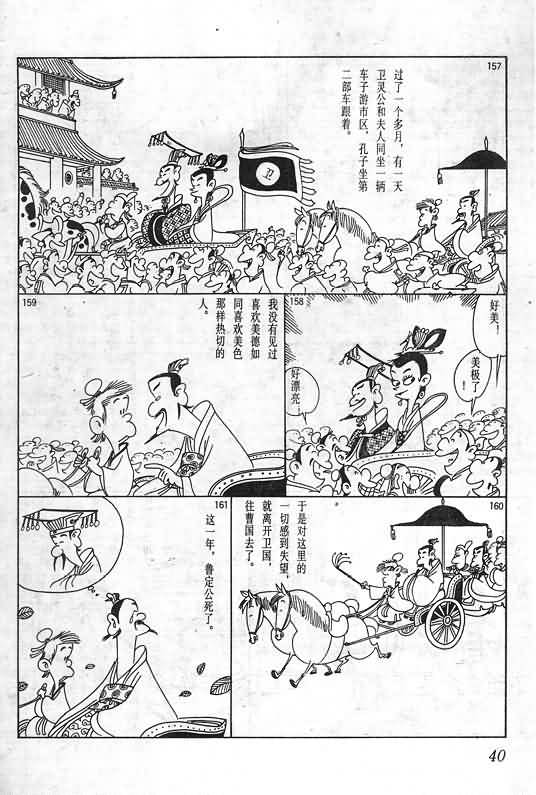 157
过了一个多月，有一天
卫灵公和夫人同坐一辆
车子游市区，孔子坐第
二部车跟着。
卫
158
好美！
美极了！
好漂亮！
159
我没有见过
喜欢美德如
同喜欢美色
那样热切的
人。
160
于是对这里的
一切感到失望，
就离开卫国，
往曹国去了。
161
这一年，鲁定公死了。
40